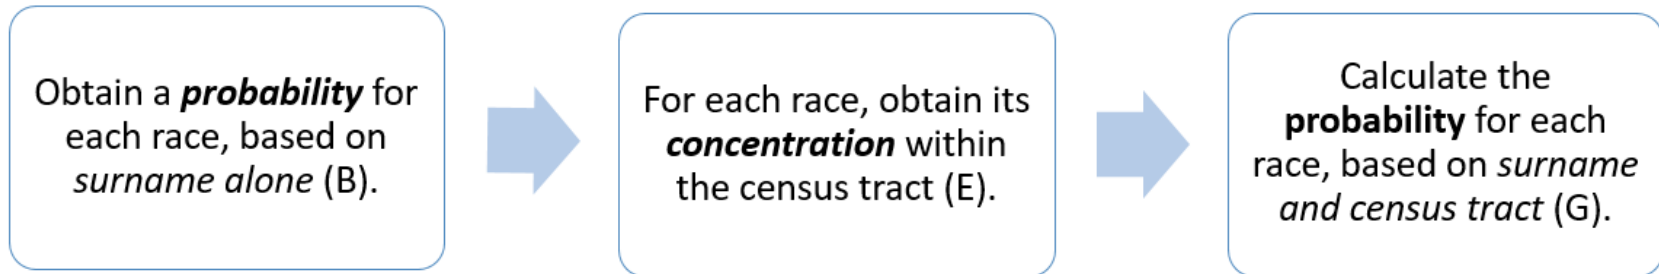 Obtain a probability for
each race, based on
surname alone (B).
For each race, obtain its
concentration within
the census tract (E).
Calculate the
probability for each
race, based on surname
and census tract (G).